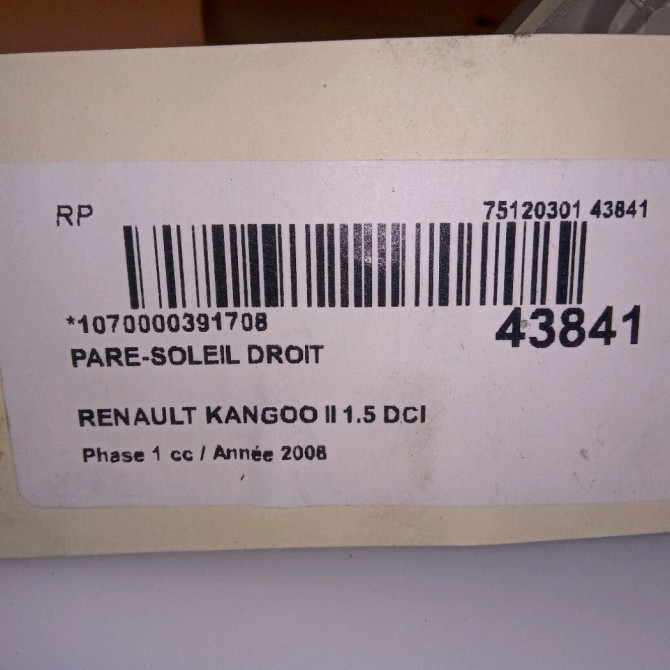 RP
75120301 43841
*1070000391708
43841
PARE-SOLEIL DROIT
RENAULT KANGOO II 1.5 DCI
Phase 1 cc / Année 2008